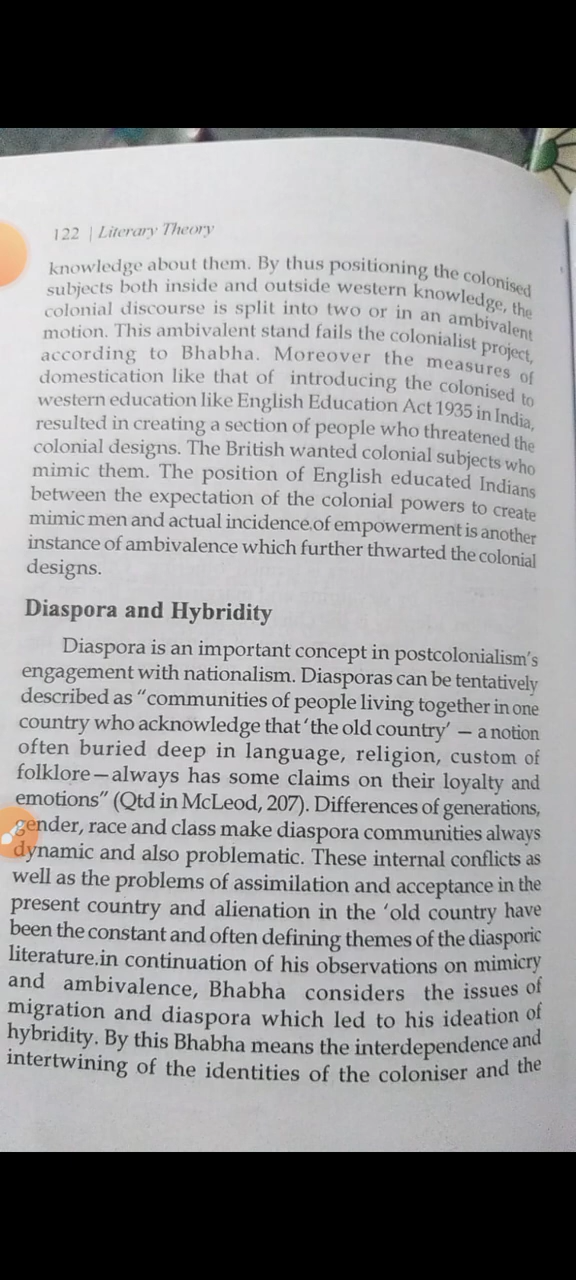 122 | Literary Theory
knowledge about them. By thus positioning the colonised
subjects both inside and outside western knowledge, the
colonial discourse is split into two or in an ambivalent
motion. This ambivalent stand fails the colonialist project,
according to Bhabha. Moreover the measures of
domestication like that of introducing the colonised to
western education like English Education Act 1935 in India,
resulted in creating a section of people who threatened the
colonial designs. The British wanted colonial subjects who
mimic them. The position of English educated Indians
between the expectation of the colonial powers to create
mimic men and actual incidence.of empowerment is another
instance of ambivalence which further thwarted the colonial
designs.
Diaspora and Hybridity
Diaspora is an important concept in postcolonialism's
engagement with nationalism. Diasporas can be tentatively
described as "communities of people living together in one
country who acknowledge that 'the old country' — a notion
often buried deep in language, religion, custom of
folklore—always has some claims on their loyalty and
emotions" (Qtd in McLeod, 207). Differences of generations,
gender, race and class make diaspora communities always
dynamic and also problematic. These internal conflicts as
well as the problems of assimilation and acceptance in the
present country and alienation in the 'old country have
been the constant and often defining themes of the diasporic
literature.in continuation of his observations on mimicry
and ambivalence, Bhabha considers the issues of
migration and diaspora which led to his ideation of
hybridity. By this Bhabha means the interdependence and
intertwining of the identities of the coloniser and the